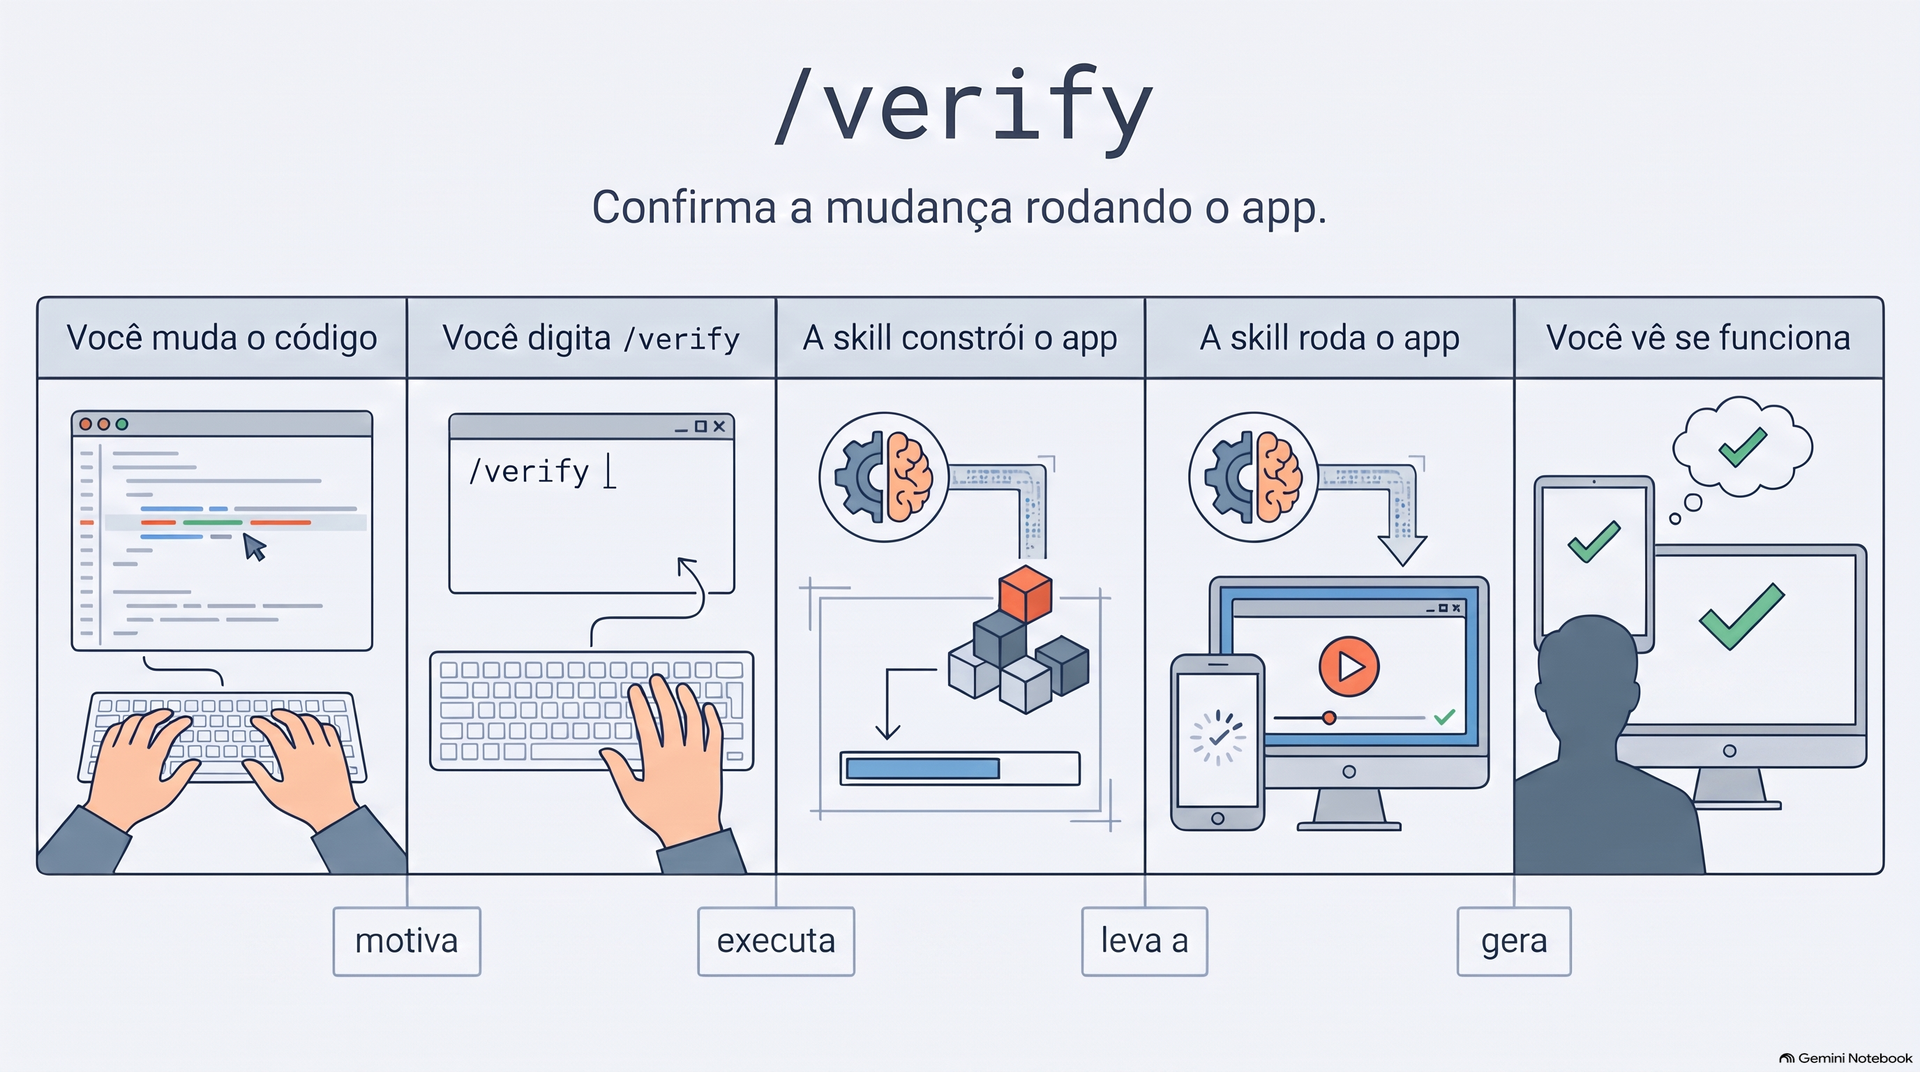 /verify
Confirma a mudança rodando o app.
Você muda o código
Você digita /verify
A skill constrói o app
A skill roda o app
Você vê se funciona
/verify
motiva
executa
leva a
gera
Gemini Notebook